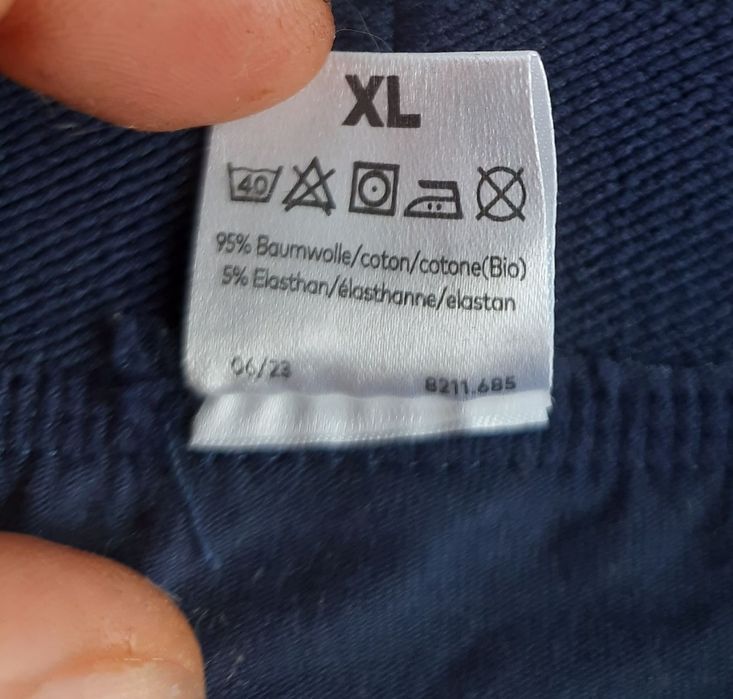 XL
40
95% Baumwolle/coton/cotone(Bio)
5% Elasthan/élasthanne/elastan
06/23 8211.685